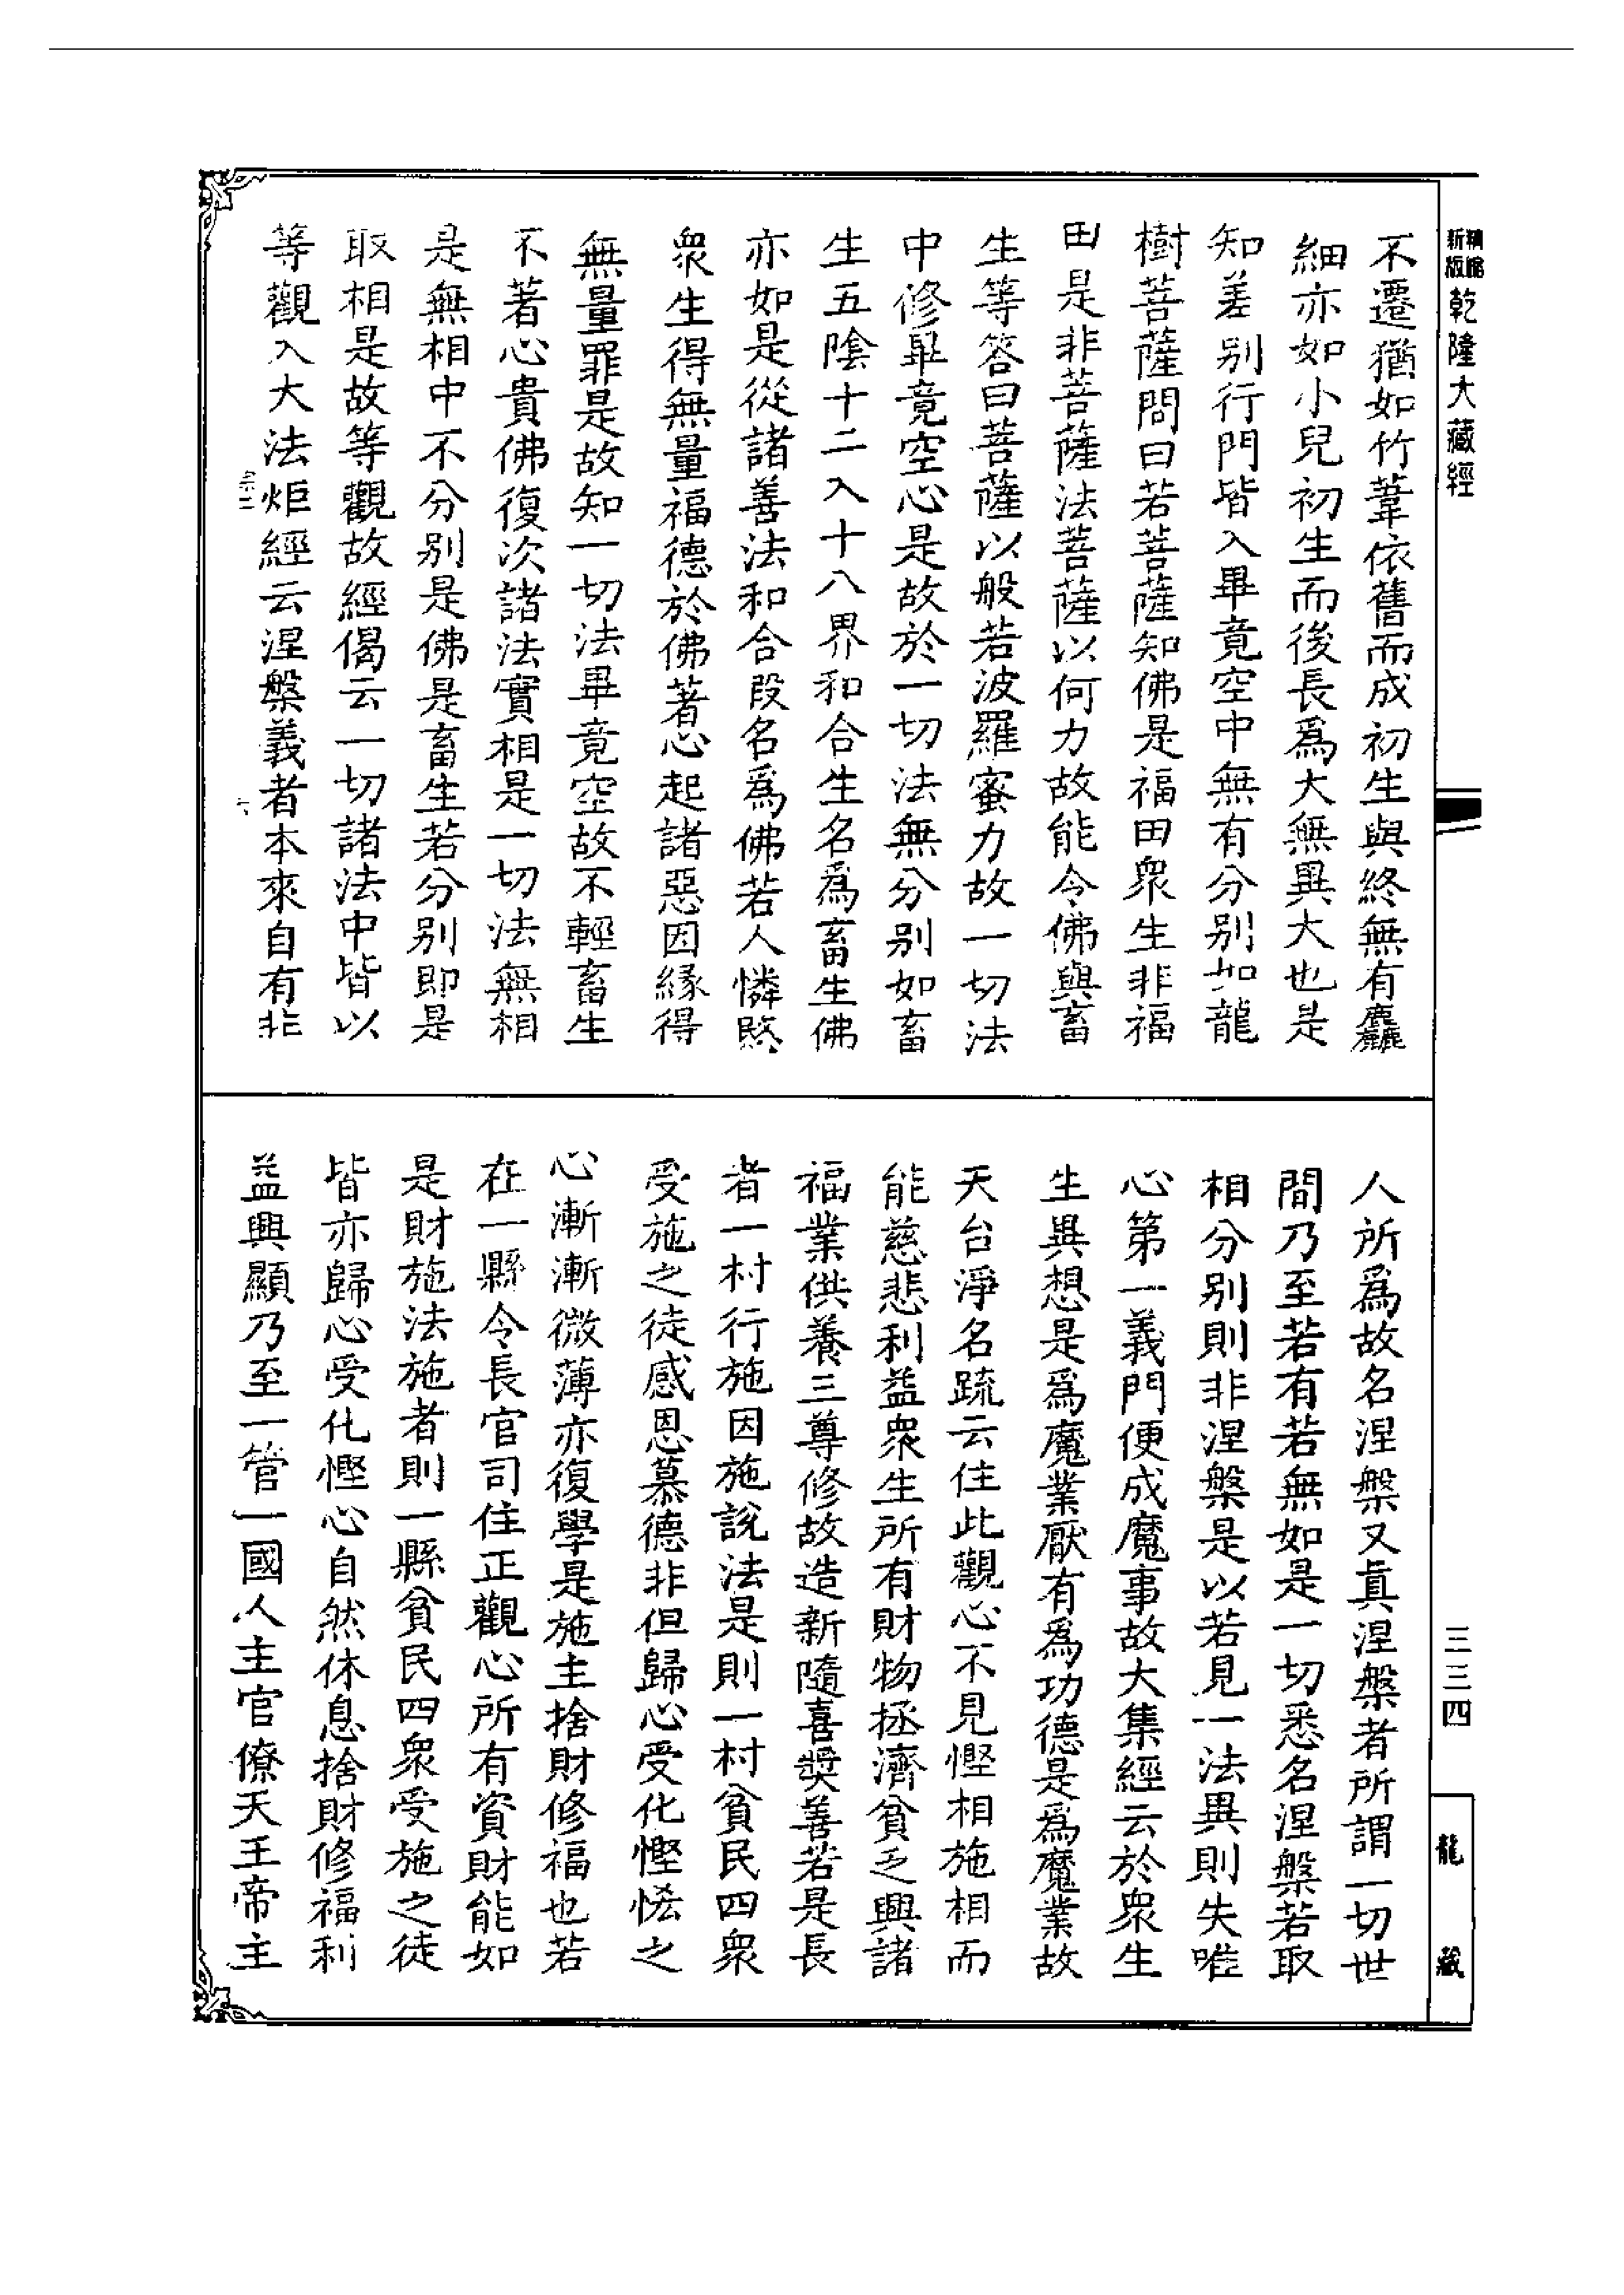 新版
精縮
乾隆大藏經
不遷猶如竹葦依舊而成初生與終無有麤
細亦如小兒初生而後長爲大無異大也是
知差别行門皆入畢竟空中無有分别如龍
樹菩薩問曰若菩薩知佛是福田衆生非福
田是非菩薩法菩薩以何力故能令佛與畜
生等答曰菩薩以般若波羅蜜力故一切法
中修畢竟空心是故於一切法無分别如畜
生五陰十二入十八界和合生名爲畜生佛
亦如是從諸善法和合叚名爲佛若人憐愍
衆生得無量福德於佛著心起諸惡因緣得
無量罪是故知一切法畢竟空故不輕畜生
不著心貴佛復次諸法實相是一切法無相
是無相中不分别是佛是畜生若分别即是
取相是故等觀故經偈云一切諸法中皆以
等觀入大法炬經云涅槃義者本來自有非
人所爲故名涅槃又眞涅槃者所謂一切世
間乃至若有若無如是一切悉名涅槃若取
相分别則非涅槃是以若見一法異則失唯
心第一義門便成魔事故大集經云於衆生
生異想是爲魔業厭有爲功德是爲魔業故
天台淨名疏云住此觀心不見慳相施相而
能慈悲利益衆生所有財物拯濟貧乏興諸
福業供養三尊修故造新隨喜奬善若是長
者一村行施因施說法是則一村貧民四衆
受施之徒感恩慕德非但歸心受化慳悋之
心漸漸微薄亦復學是施主捨財修福也若
在一縣令長官司住正觀心所有資財能如
是財施法施者則一縣貧民四衆受施之徒
皆亦歸心受化慳心自然休息捨財修福利
益興顯乃至一管一國人主官僚天王帝主
三三四
龍藏